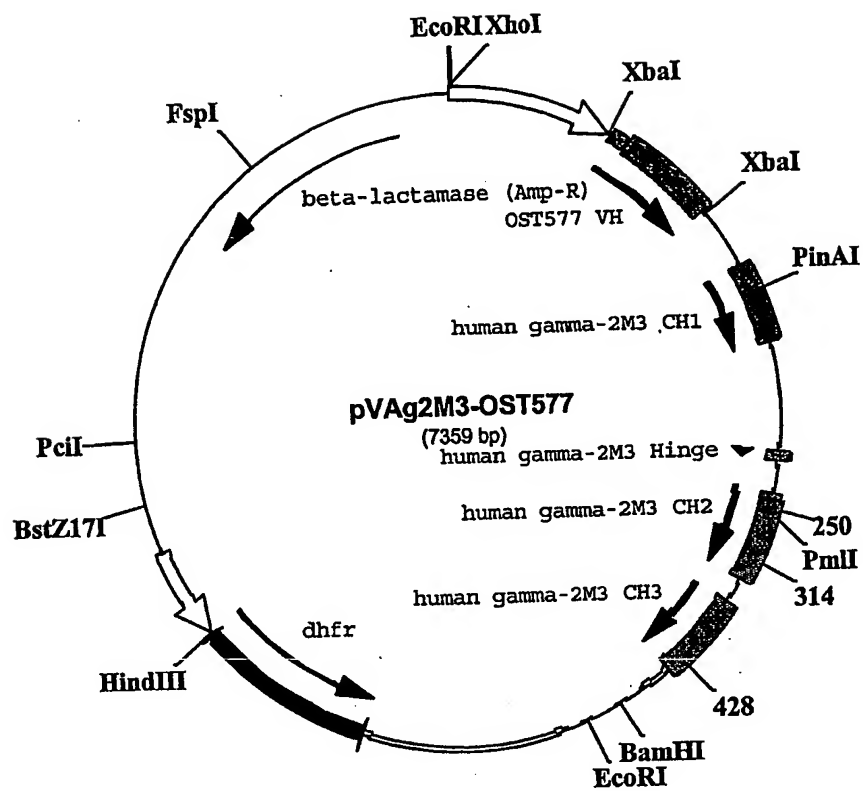 EcoRI XhoI
XbaI
FspI
XbaI
beta-lactamase (Amp-R)
OST577 VH
PinAI
human gamma-2M3 CH1
pVAg2M3-OST577
(7359 bp)
PciI
human gamma-2M3 Hinge
human gamma-2M3 CH2
250
BstZ17I
PmlI
human gamma-2M3 CH3
314
dhfr
HindIII
428
BamHI
EcoRI